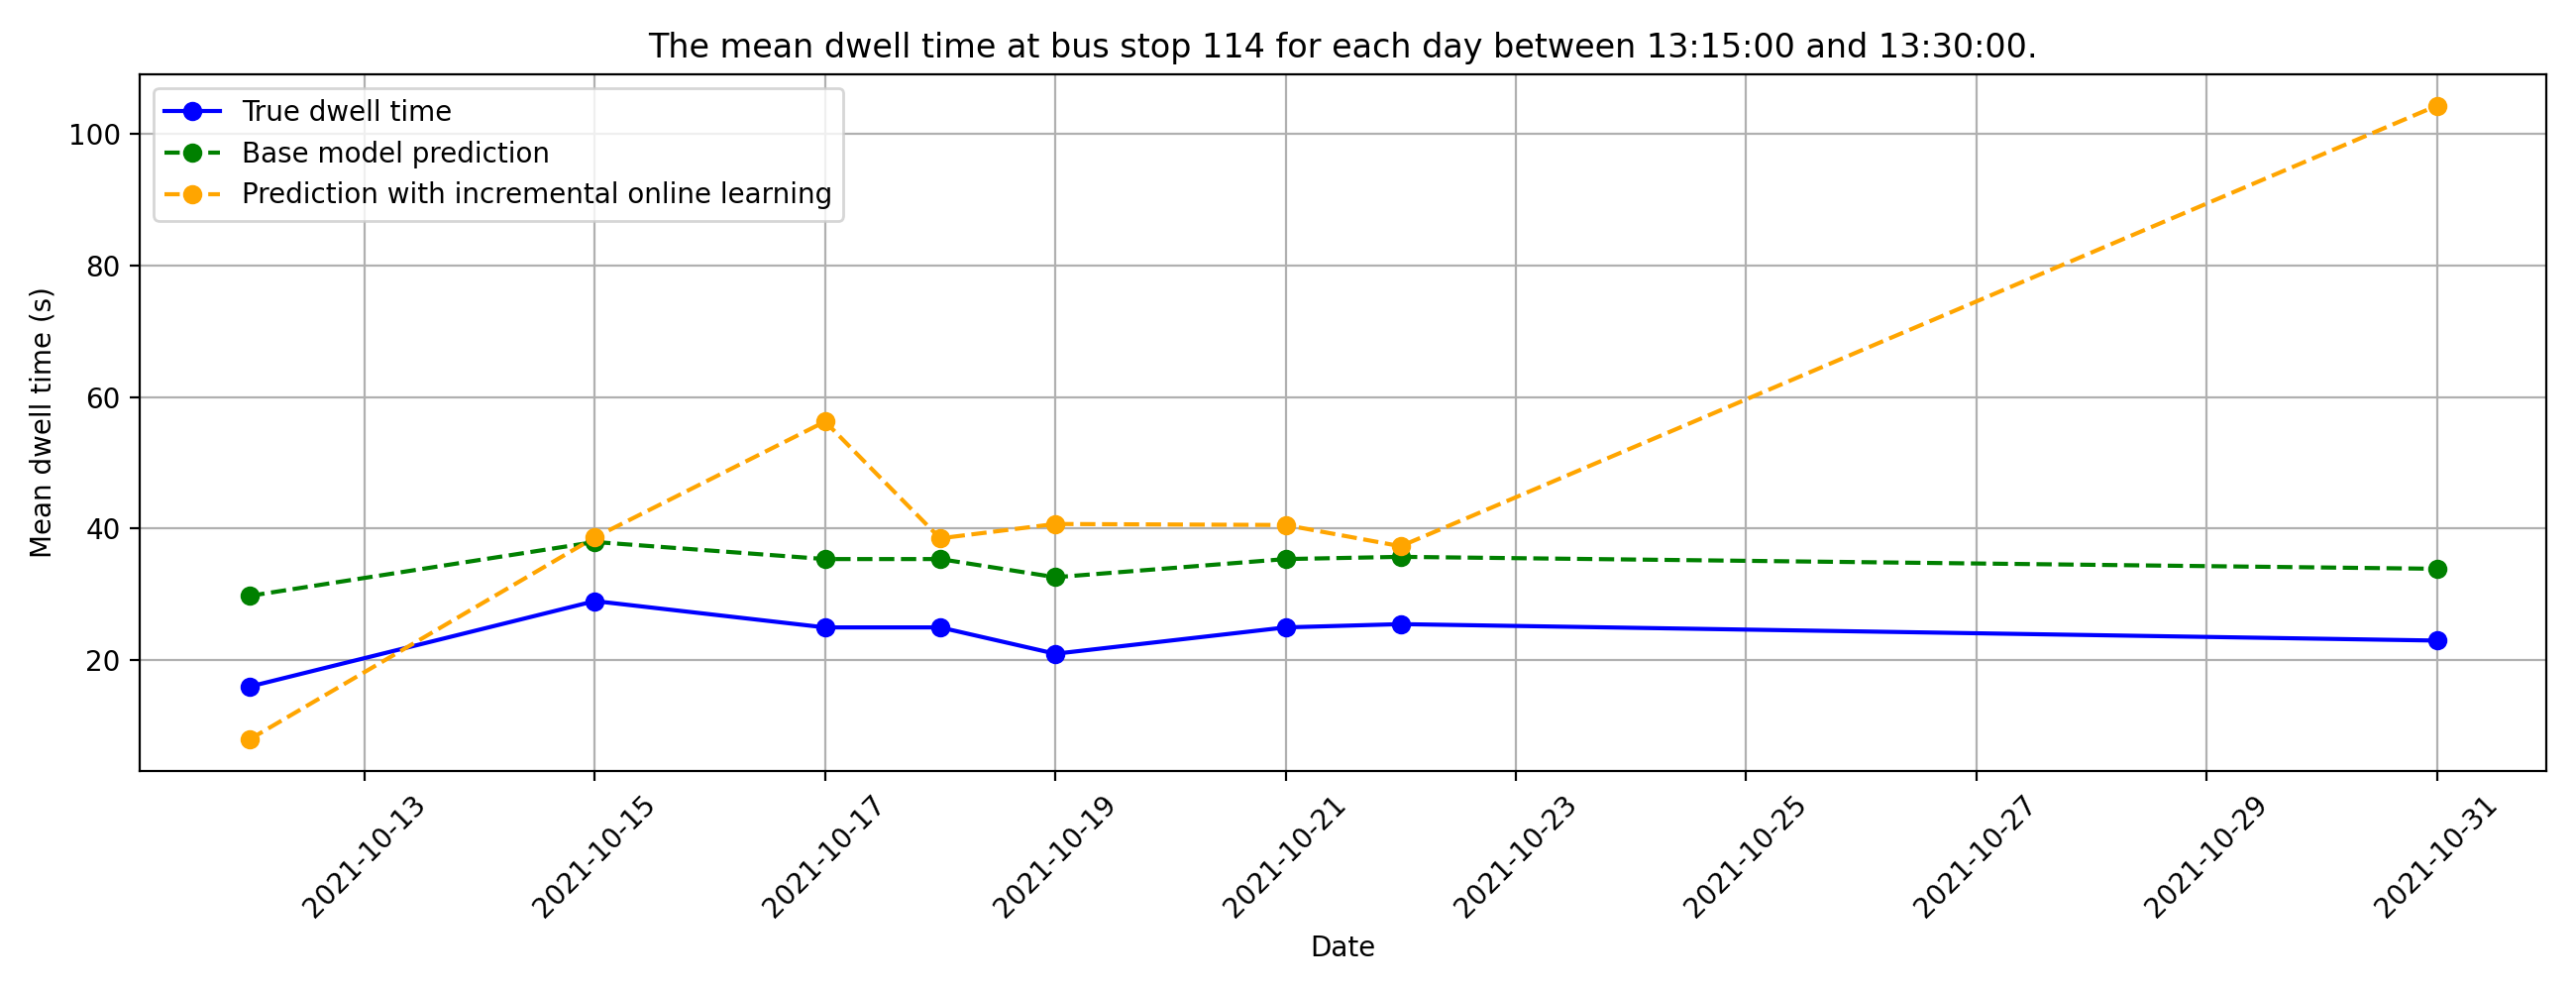 The mean dwell time at bus stop 114 for each day between 13:15:00 and 13:30:00.
True dwell time
Base model prediction
Prediction with incremental online learning
Mean dwell time (s)
100
80
60
40
20
2021-10-13
2021-10-15
2021-10-17
2021-10-19
2021-10-21
2021-10-23
2021-10-25
2021-10-27
2021-10-29
2021-10-31
Date